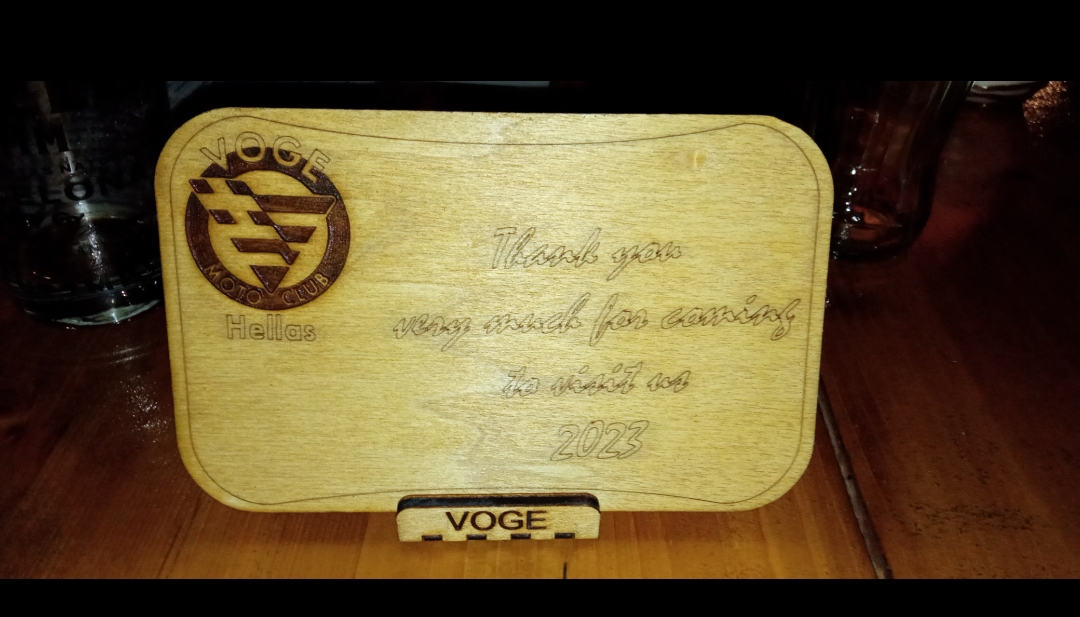 VOGE
MOTO CLUB
Hellas
Thank you
very much for coming
to visit us
2023
VOGE